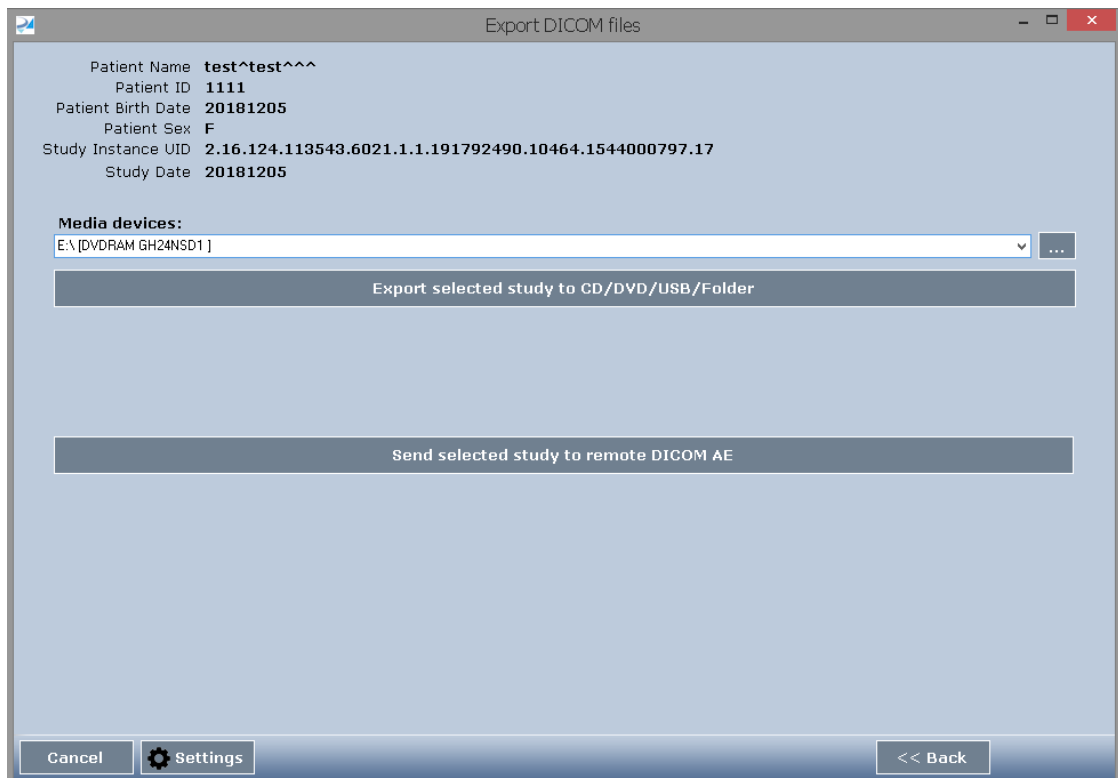 Export DICOM files
Patient Name test^test^^^
Patient ID 1111
Patient Birth Date 20181205
Patient Sex F
Study Instance UID 2.16.124.113543.6021.1.1.191792490.10464.1544000797.17
Study Date 20181205
Media devices:
E:\ [DVDRAM GH24NSD1 ]
...
Export selected study to CD/DVD/USB/Folder
Send selected study to remote DICOM AE
Cancel Settings << Back